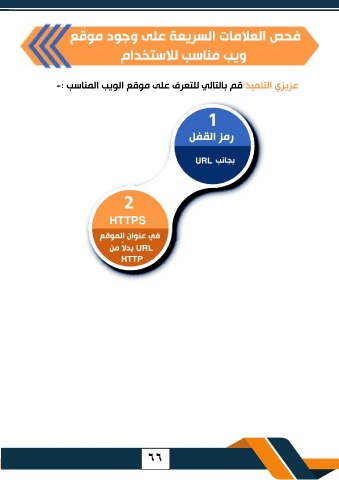 فحص العلامات السريعة على وجود موقع
ويب مناسب للاستخدام
عزيزي التلميذ قم بالتالي للتعرف على موقع الويب المناسب :-
1
رمز القفل
بجانب URL
2
HTTPS
في عنوان الموقع
URL بدلاً من
HTTP
٦٦